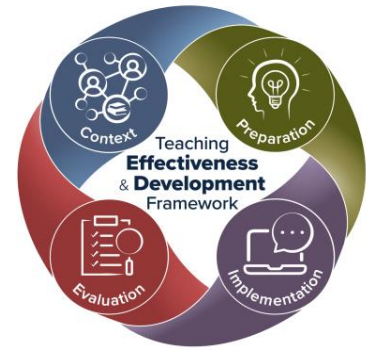 Context
Preparation
Teaching
Effectiveness
& Development
Framework
Evaluation
Implementation